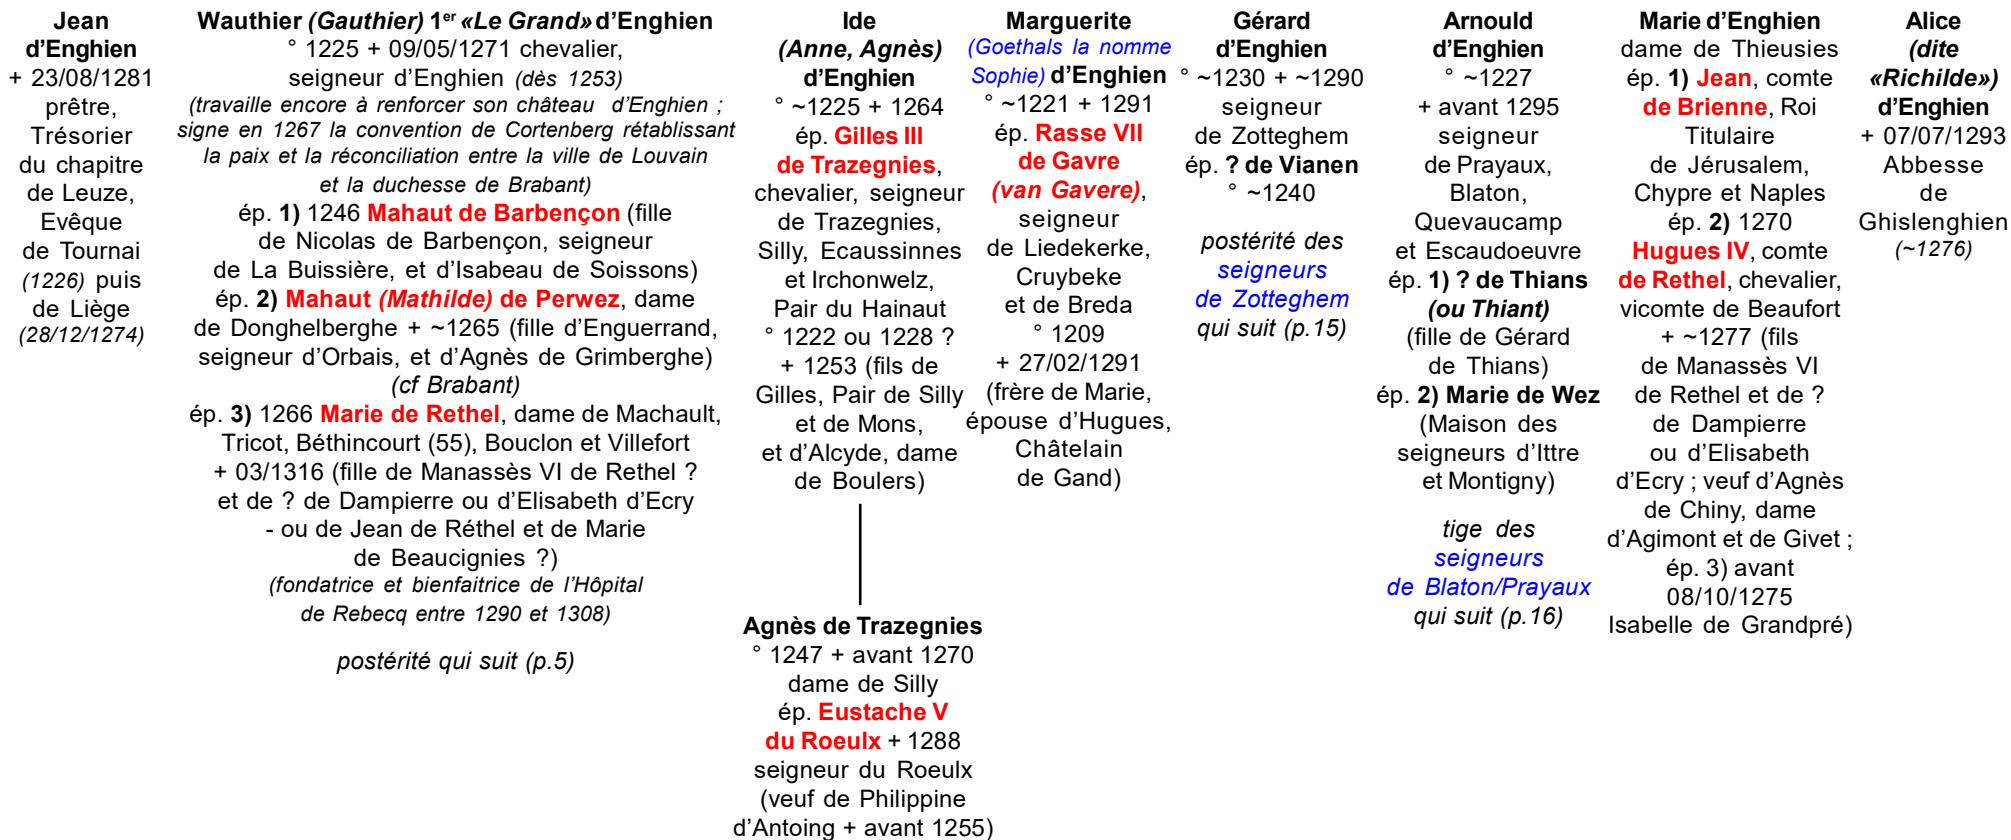 Jean
d'Enghien
+ 23/08/1281
prêtre,
Trésorier
du chapitre
de Leuze,
Evêque
de Tournai
(1226) puis
de Liège
(28/12/1274)
Wauthier (Gauthier) 1er «Le Grand» d'Enghien
° 1225 + 09/05/1271 chevalier,
seigneur d'Enghien (dès 1253)
(travaille encore à renforcer son château d'Enghien ;
signe en 1267 la convention de Cortenberg rétablissant
la paix et la réconciliation entre la ville de Louvain
et la duchesse de Brabant)
ép. 1) 1246 Mahaut de Barbençon (fille
de Nicolas de Barbençon, seigneur
de La Buissière, et d'Isabeau de Soissons)
ép. 2) Mahaut (Mathilde) de Perwez, dame
de Donghelberghe + ~1265 (fille d'Enguerrand,
seigneur d'Orbais, et d'Agnès de Grimberghe)
(cf Brabant)
ép. 3) 1266 Marie de Rethel, dame de Machault,
Tricot, Béthincourt (55), Bouclon et Villefort
+ 03/1316 (fille de Manassès VI de Rethel ?
et de ? de Dampierre ou d'Elisabeth d'Ecry
- ou de Jean de Réthel et de Marie
de Beaucignies ?)
(fondatrice et bienfaitrice de l'Hôpital
de Rebecq entre 1290 et 1308)
postérité qui suit (p.5)
Ide
(Anne, Agnès)
d'Enghien
° ~1225 + 1264
ép. Gilles III
de Trazegnies,
chevalier, seigneur
de Trazegnies,
Silly, Ecaussinnes
et Irchonwelz,
Pair du Hainaut
° 1222 ou 1228 ?
+ 1253 (fils de
Gilles, Pair de Silly
et de Mons,
et d'Alcyde, dame
de Boulers)
Agnès de Trazegnies
° 1247 + avant 1270
dame de Silly
ép. Eustache V
du Roeulx + 1288
seigneur du Roeulx
(veuf de Philippine
d'Antoing + avant 1255)
Marguerite
(Goethals la nomme
Sophie) d'Enghien
° ~1221 + 1291
ép. Rasse VII
de Gavre
(van Gavere),
seigneur
de Liedekerke,
Cruybeke
et de Breda
° 1209
+ 27/02/1291
(frère de Marie,
épouse d'Hugues,
Châtelain
de Gand)
Gérard
d'Enghien
° ~1230 + ~1290
seigneur
de Zotteghem
ép. ? de Vianen
° ~1240
postérité des
seigneurs
de Zotteghem
qui suit (p.15)
Arnould
d'Enghien
° ~1227
+ avant 1295
seigneur
de Prayaux,
Blaton,
Quevaucamp
et Escaudoeuvre
ép. 1) ? de Thians
(ou Thiant)
(fille de Gérard
de Thians)
ép. 2) Marie de Wez
(Maison des
seigneurs d'Ittre
et Montigny)
tige des
seigneurs
de Blaton/Prayaux
qui suit (p.16)
Marie d'Enghien
dame de Thieusies
ép. 1) Jean, comte
de Brienne, Roi
Titulaire
de Jérusalem,
Chypre et Naples
ép. 2) 1270
Hugues IV, comte
de Rethel, chevalier,
vicomte de Beaufort
+ ~1277 (fils
de Manassès VI
de Rethel et de ?
de Dampierre
ou d'Elisabeth
d'Ecry ; veuf d'Agnès
de Chiny, dame
d'Agimont et de Givet ;
ép. 3) avant
08/10/1275
Isabelle de Grandpré)
Alice
(dite
«Richilde»)
d'Enghien
+ 07/07/1293
Abbesse
de
Ghislenghien
(~1276)